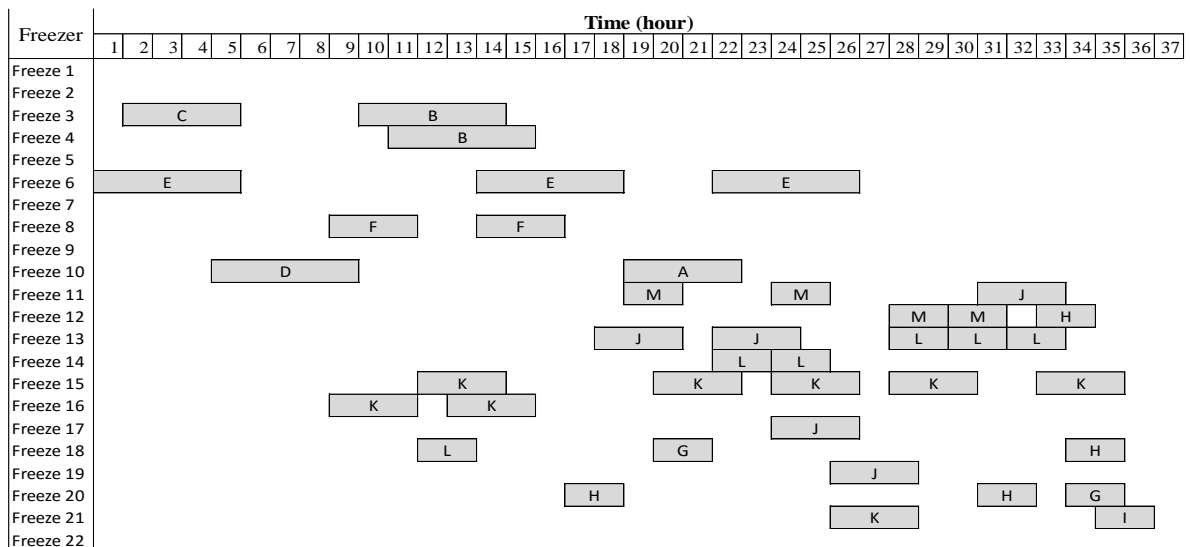 Time (hour)
Freezer
1 2 3 4 5 6 7 8 9 10 11 12 13 14 15 16 17 18 19 20 21 22 23 24 25 26 27 28 29 30 31 32 33 34 35 36 37
Freeze 1
Freeze 2
Freeze 3 C B
Freeze 4 B
Freeze 5
Freeze 6 E E E
Freeze 7
Freeze 8 F F
Freeze 9
Freeze 10 D A
Freeze 11 M M J
Freeze 12 M M H
Freeze 13 J J L L L
Freeze 14 L L
Freeze 15 K K K K K
Freeze 16 K K
Freeze 17 J
Freeze 18 L G H
Freeze 19 J
Freeze 20 H H G
Freeze 21 K I
Freeze 22